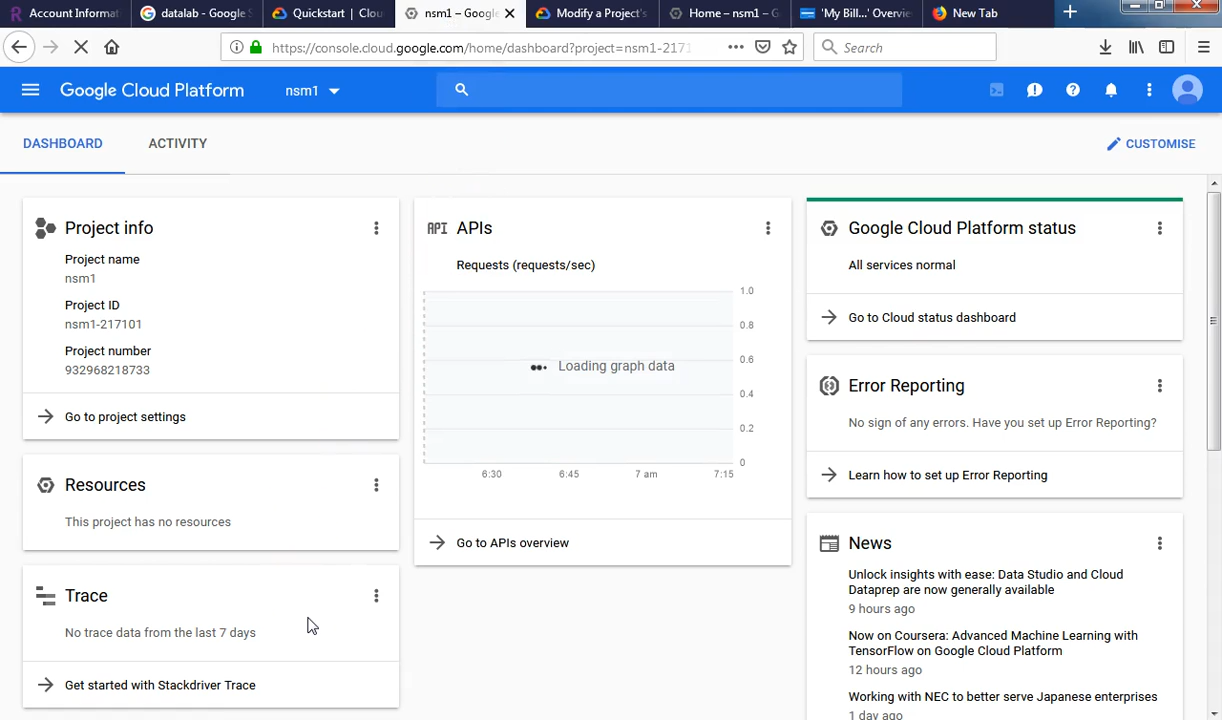 Account Informat
datalab - Google S
Quickstart | Clou
nsm1 – Google
Modify a Project's
Home – nsm1 – G
'My Bill...' Overvie
New Tab
https://console.cloud.google.com/home/dashboard?project=nsm1-2171
Search
Google Cloud Platform
nsm1
DASHBOARD
ACTIVITY
CUSTOMISE
Project info
Project name
nsm1
Project ID
nsm1-217101
Project number
932968218733
Go to project settings
Resources
This project has no resources
Trace
No trace data from the last 7 days
Get started with Stackdriver Trace
API APIs
Requests (requests/sec)
1.0
0.8
0.6
0.4
0.2
0
Loading graph data
6:30 6:45 7 am 7:15
Go to APIs overview
Google Cloud Platform status
All services normal
Go to Cloud status dashboard
Error Reporting
No sign of any errors. Have you set up Error Reporting?
Learn how to set up Error Reporting
News
Unlock insights with ease: Data Studio and Cloud
Dataprep are now generally available
9 hours ago
Now on Coursera: Advanced Machine Learning with
TensorFlow on Google Cloud Platform
12 hours ago
Working with NEC to better serve Japanese enterprises
1 day ago